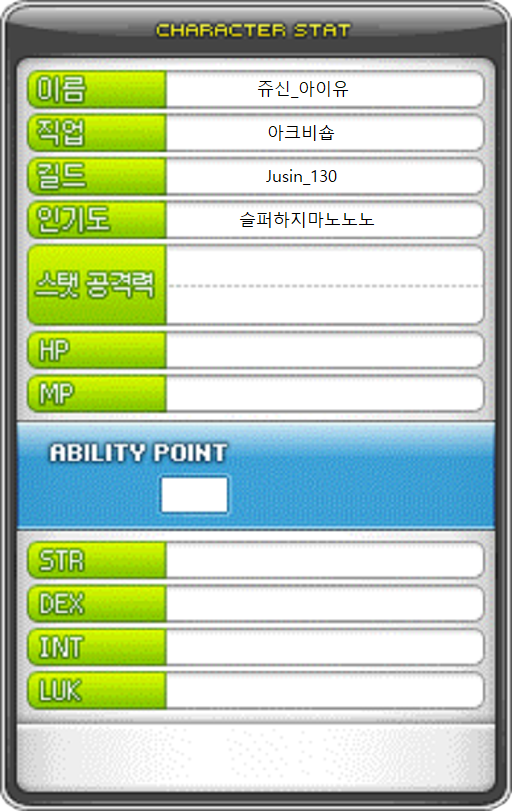 CHARACTER STAT
이름 쥬신_아이유
직업 아크비숍
길드 Jusin_130
인기도 슬퍼하지마노노노
스탯 공격력
HP
MP
ABILITY POINT
STR
DEX
INT
LUK